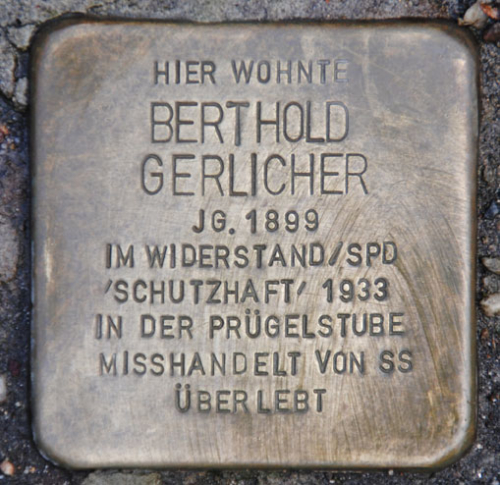 HIER WOHNTE
BERTHOLD
GERLICHER
JG. 1899
IM WIDERSTAND/SPD
'SCHUTZHAFT' 1933
IN DER PRÜGELSTUBE
MISSHANDELT VON SS
ÜBERLEBT